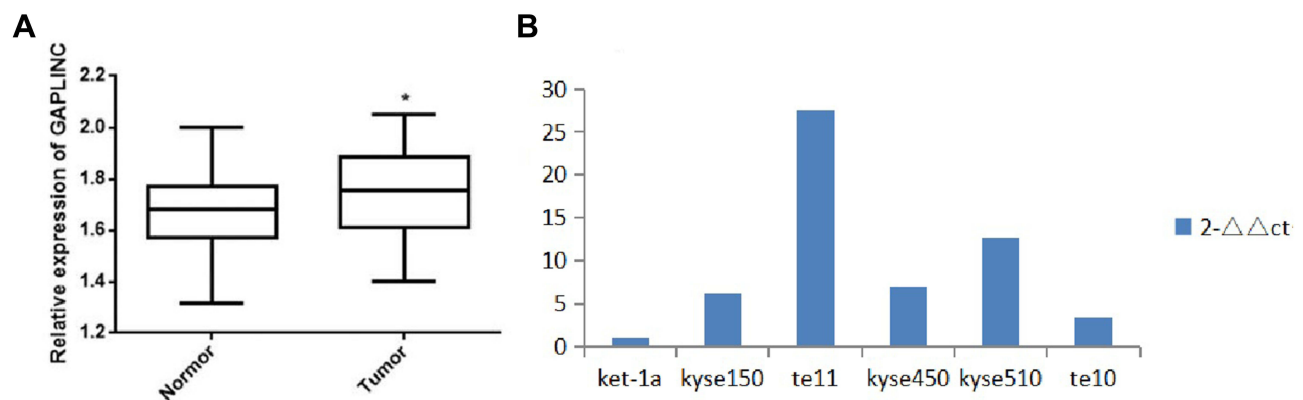 A
Relative expression of GAPLINC
2.2
2.0
1.8
1.6
1.4
1.2
*
Normor
Tumor
B
30
25
20
15
10
5
0
ket-1a
kyse150
te11
kyse450
kyse510
te10
2-△△ct